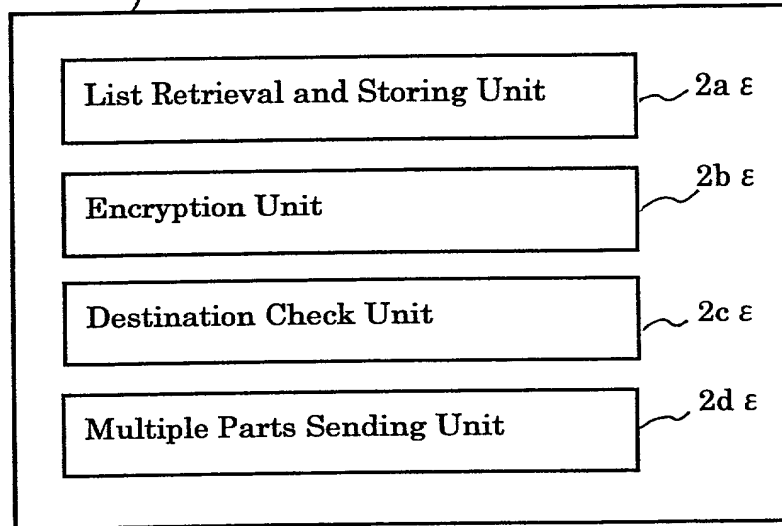 List Retrieval and Storing Unit 2a ε
Encryption Unit 2b ε
Destination Check Unit 2c ε
Multiple Parts Sending Unit 2d ε